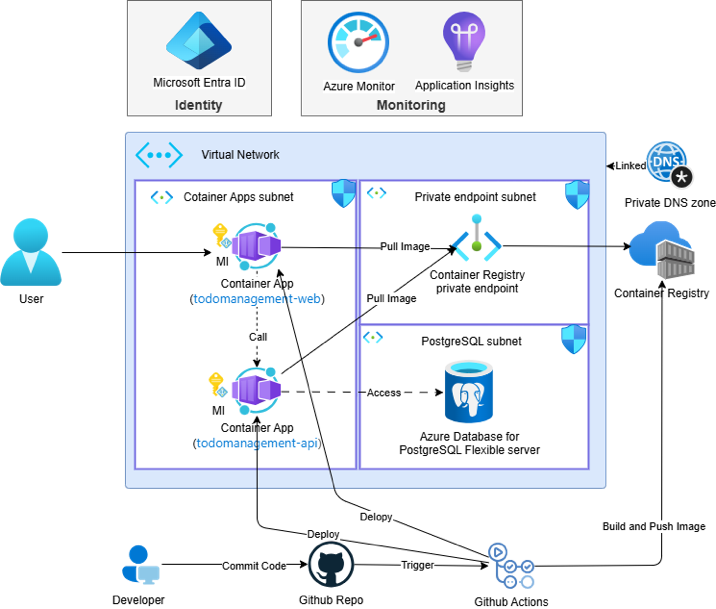 Microsoft Entra ID
Identity
Azure Monitor
Application Insights
Monitoring
Virtual Network
Linked
DNS
Private DNS zone
Cotainer Apps subnet
Private endpoint subnet
MI
Pull Image
Container App
(todomanagement-web)
Container Registry
private endpoint
Container Registry
User
Pull Image
Call
PostgreSQL subnet
MI
Access
Container App
(todomanagement-api)
Azure Database for
PostgreSQL Flexible server
Delopy
Deploy
Build and Push Image
Commit Code
Trigger
Developer
Github Repo
Github Actions